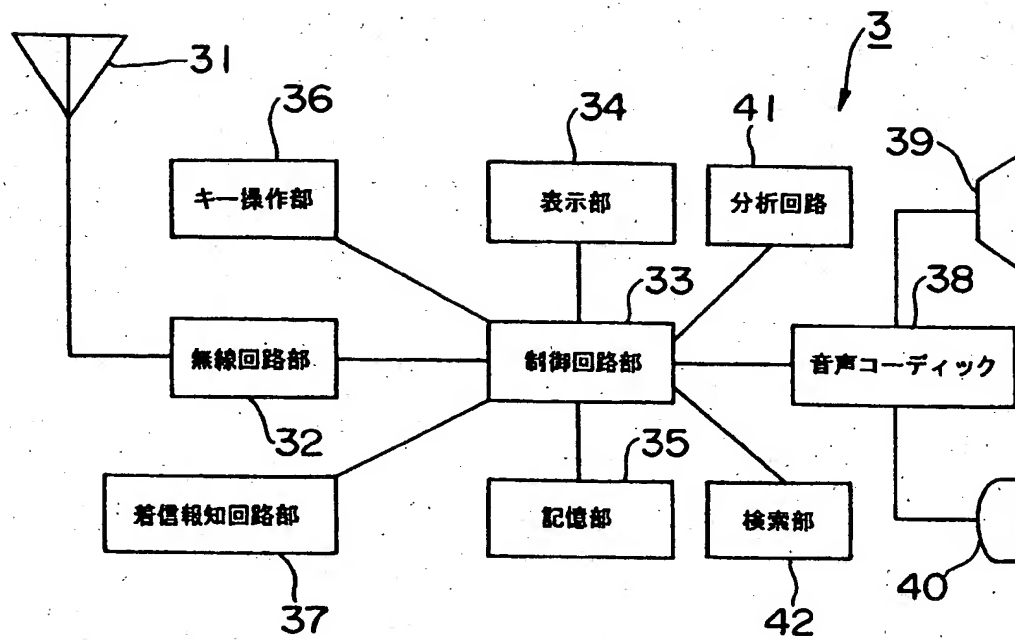 3
31
36
34
41
39
キー操作部
表示部
分析回路
33
38
無線回路部
制御回路部
音声コーディック
32
35
着信報知回路部
記憶部
検索部
37
42
40